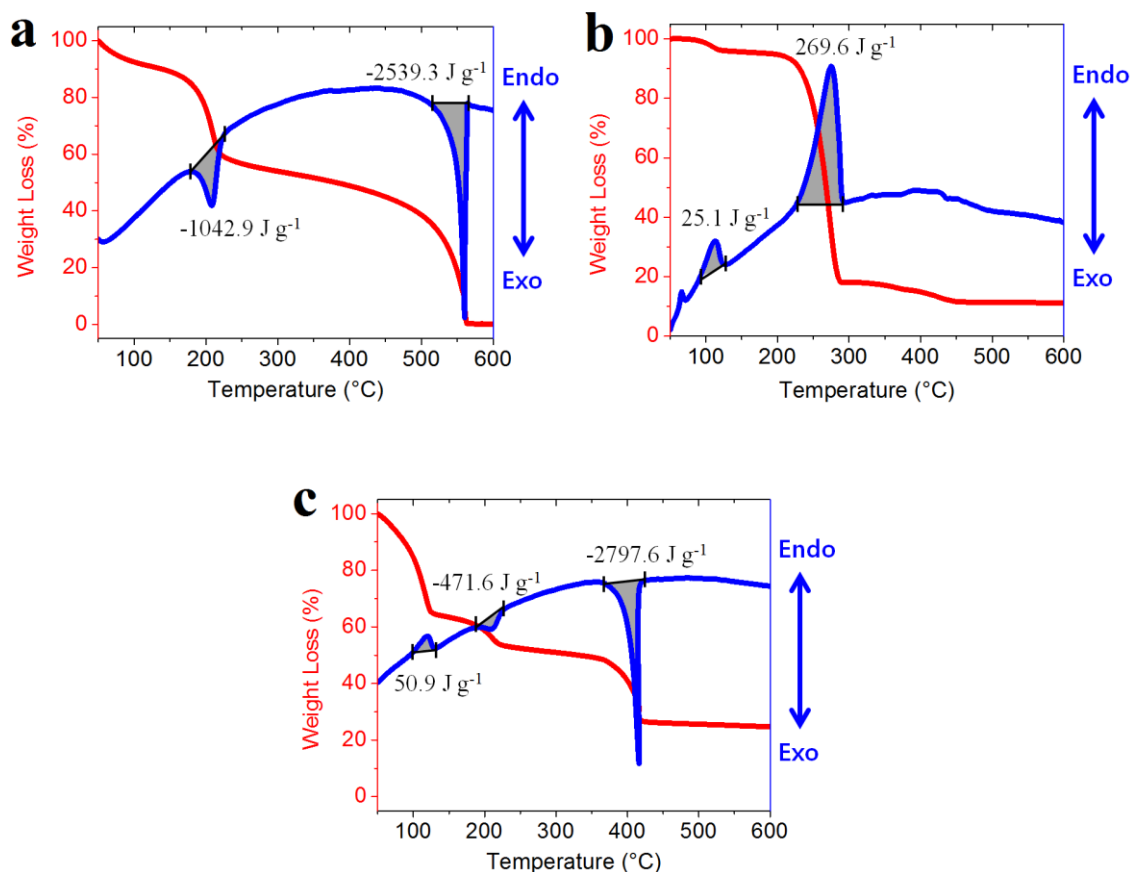 a
-2539.3 J g⁻¹
-1042.9 J g⁻¹
Weight Loss (%)
100
80
60
40
20
0
100 200 300 400 500 600
Temperature (°C)
Endo
Exo
b
269.6 J g⁻¹
25.1 J g⁻¹
Weight Loss (%)
100
80
60
40
20
0
100 200 300 400 500 600
Temperature (°C)
Endo
Exo
c
-2797.6 J g⁻¹
-471.6 J g⁻¹
50.9 J g⁻¹
Weight Loss (%)
100
80
60
40
20
0
100 200 300 400 500 600
Temperature (°C)
Endo
Exo